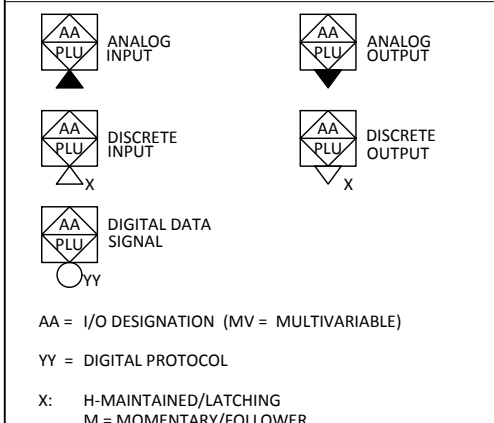 AA
PLU
ANALOG
INPUT
AA
PLU
ANALOG
OUTPUT
AA
PLU
X
DISCRETE
INPUT
AA
PLU
X
DISCRETE
OUTPUT
AA
PLU
YY
DIGITAL DATA
SIGNAL
AA = I/O DESIGNATION (MV = MULTIVARIABLE)
YY = DIGITAL PROTOCOL
X: H-MAINTAINED/LATCHING
M = MOMENTARY/FOLLOWER